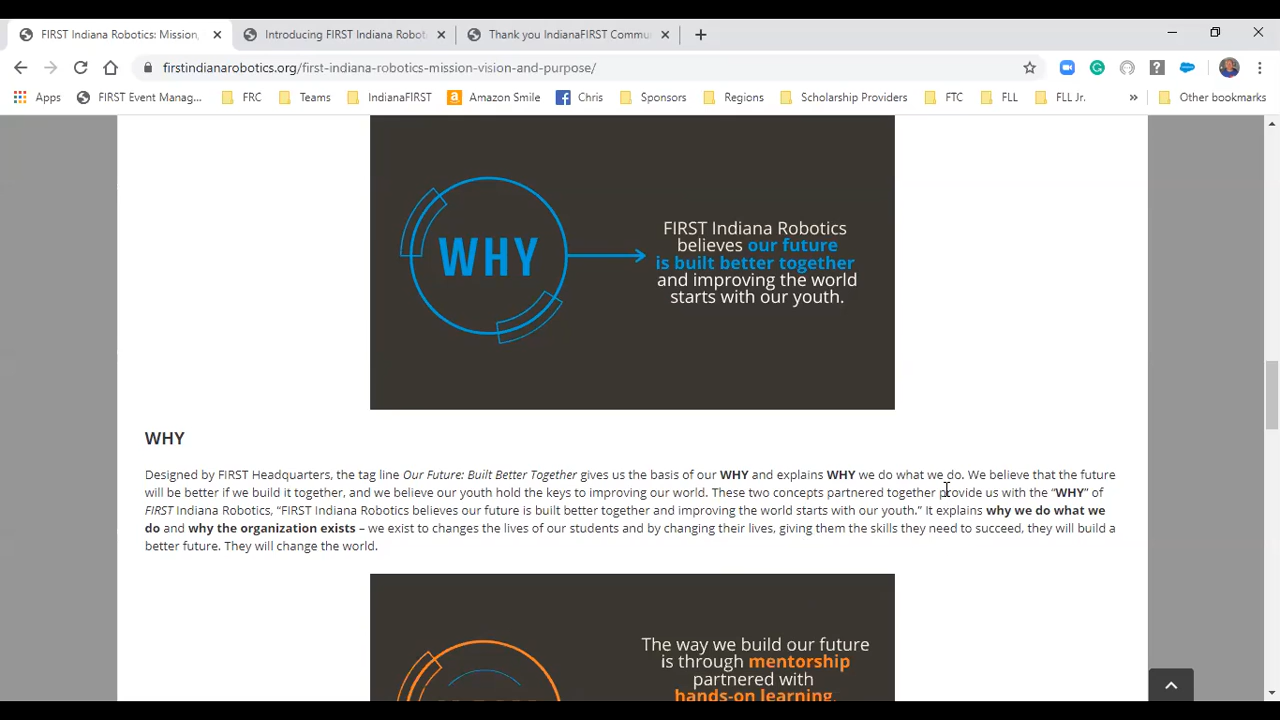 FIRST Indiana Robotics: Mission,
Introducing FIRST Indiana Robot
Thank you IndianaFIRST Commu
firstindianarobotics.org/first-indiana-robotics-mission-vision-and-purpose/
Apps
FIRST Event Manag...
FRC
Teams
IndianaFIRST
Amazon Smile
Chris
Sponsors
Regions
Scholarship Providers
FTC
FLL
FLL Jr.
Other bookmarks
WHY
FIRST Indiana Robotics
believes our future
is built better together
and improving the world
starts with our youth.
WHY
Designed by FIRST Headquarters, the tag line Our Future: Built Better Together gives us the basis of our WHY and explains WHY we do what we do. We believe that the future
will be better if we build it together, and we believe our youth hold the keys to improving our world. These two concepts partnered together provide us with the “WHY” of
FIRST Indiana Robotics, “FIRST Indiana Robotics believes our future is built better together and improving the world starts with our youth.” It explains why we do what we
do and why the organization exists – we exist to changes the lives of our students and by changing their lives, giving them the skills they need to succeed, they will build a
better future. They will change the world.
The way we build our future
is through mentorship
partnered with
hands-on learning.